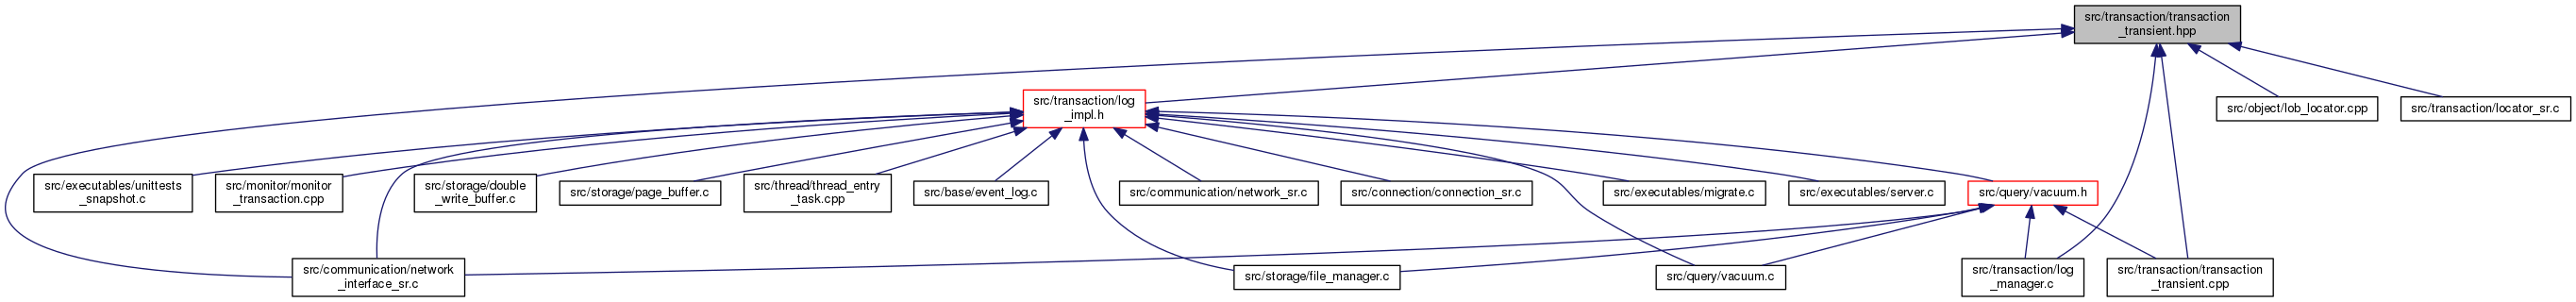 src/transaction/transaction
_transient.hpp
src/transaction/log
_impl.h
src/object/lob_locator.cpp
src/transaction/locator_sr.c
src/executables/unittests
_snapshot.c
src/monitor/monitor
_transaction.cpp
src/storage/double
_write_buffer.c
src/storage/page_buffer.c
src/thread/thread_entry
_task.cpp
src/base/event_log.c
src/communication/network_sr.c
src/connection/connection_sr.c
src/executables/migrate.c
src/executables/server.c
src/query/vacuum.h
src/communication/network
_interface_sr.c
src/storage/file_manager.c
src/query/vacuum.c
src/transaction/log
_manager.c
src/transaction/transaction
_transient.cpp